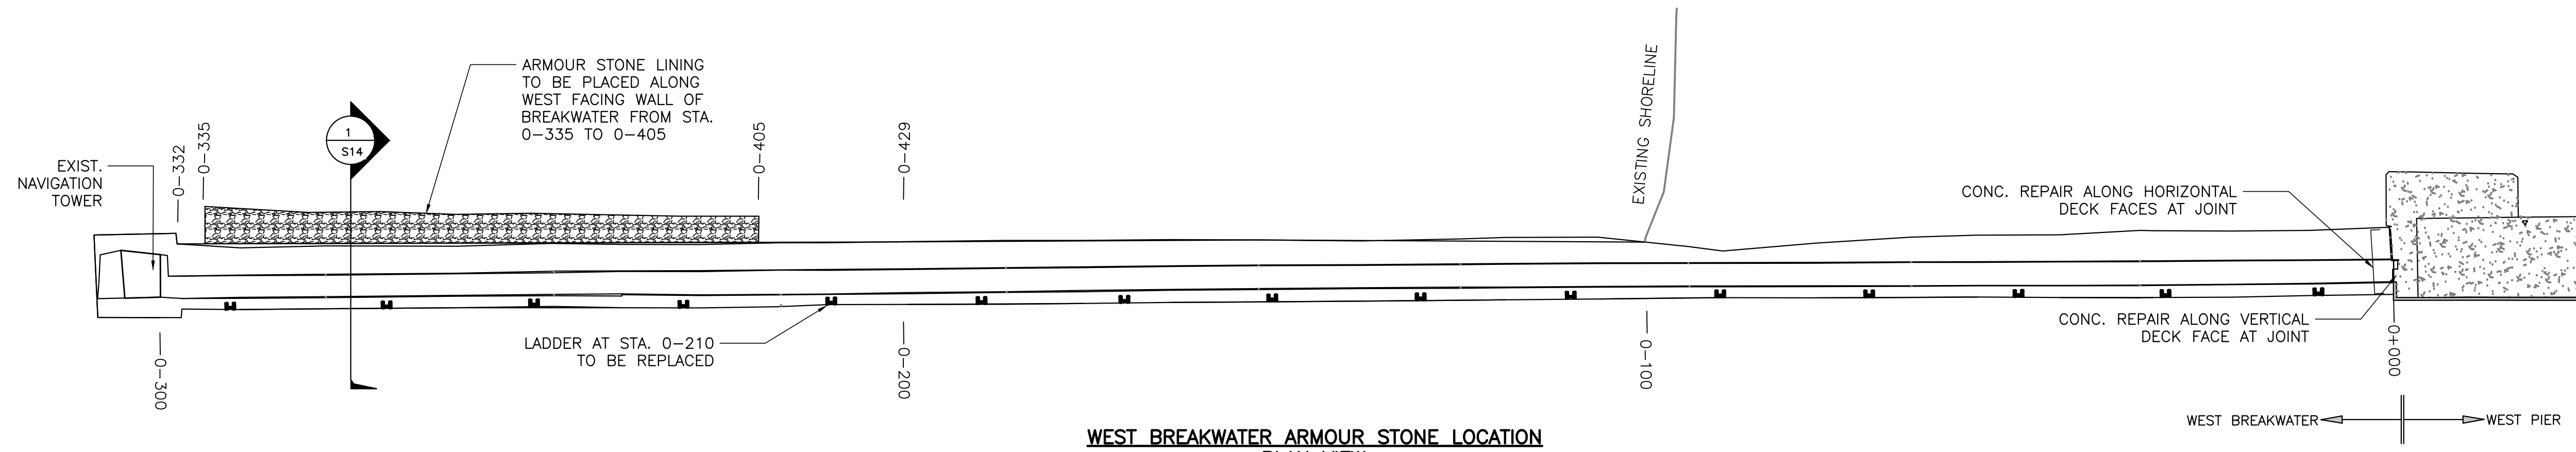 ARMOUR STONE LINING
TO BE PLACED ALONG
WEST FACING WALL OF
BREAKWATER FROM STA.
0-335 TO 0-405
EXISTING SHORELINE
1
S14
EXIST.
NAVIGATION
TOWER
0-332
0-335
0-405
0-429
CONC. REPAIR ALONG HORIZONTAL
DECK FACES AT JOINT
LADDER AT STA. 0-210
TO BE REPLACED
CONC. REPAIR ALONG VERTICAL
DECK FACE AT JOINT
0-300
0-200
0-100
0+000
WEST BREAKWATER
WEST PIER
WEST BREAKWATER ARMOUR STONE LOCATION